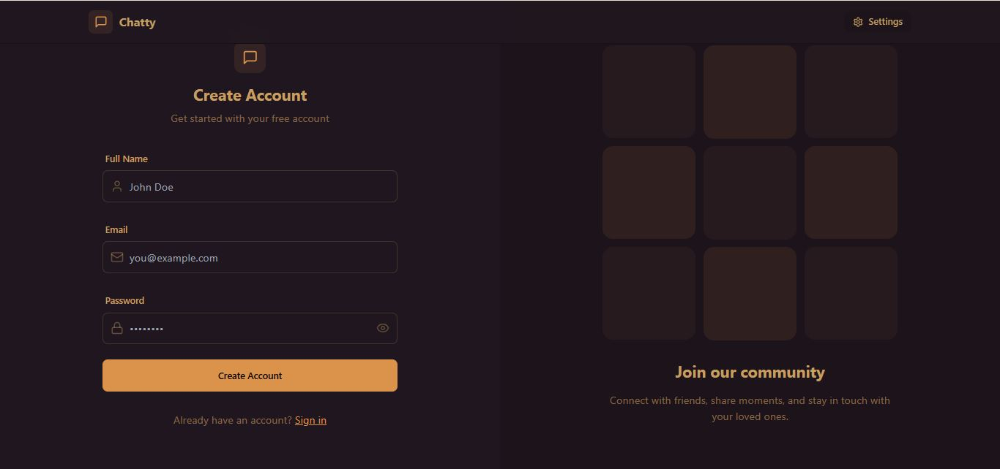 Chatty
Settings
Create Account
Get started with your free account
Full Name
John Doe
Email
you@example.com
Password
••••••••
Create Account
Already have an account? Sign in
Join our community
Connect with friends, share moments, and stay in touch with
your loved ones.